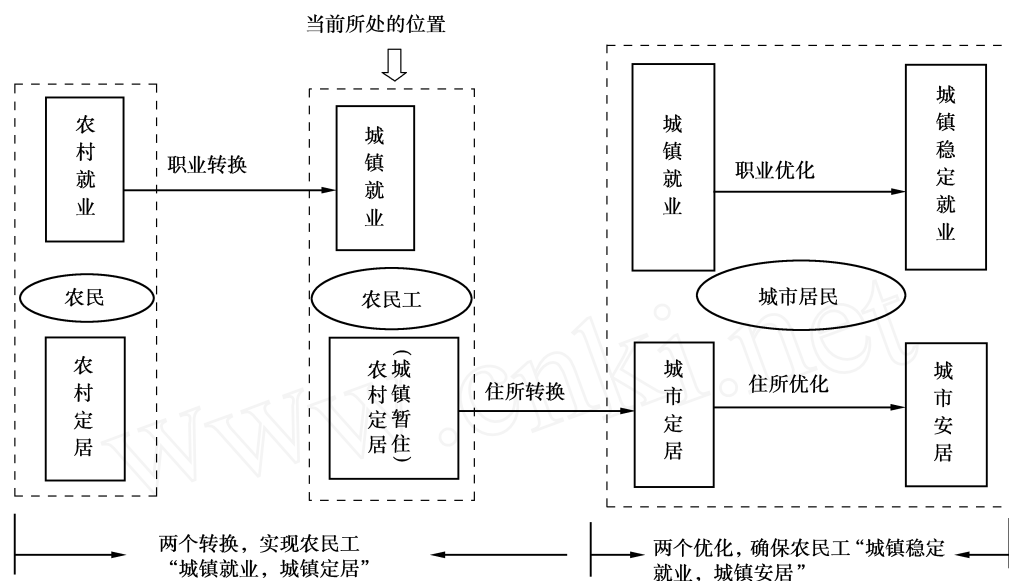 当前所处的位置
农村就业
职业转换
城镇就业
城镇就业
职业优化
城镇稳定就业
农民
农民工
城市居民
农村定居
农村定居
（城镇暂住）
住所转换
城市定居
住所优化
城市安居
两个转换，实现农民工
“城镇就业，城镇定居”
两个优化，确保农民工“城镇稳定
就业，城镇安居”
www.cnki.net